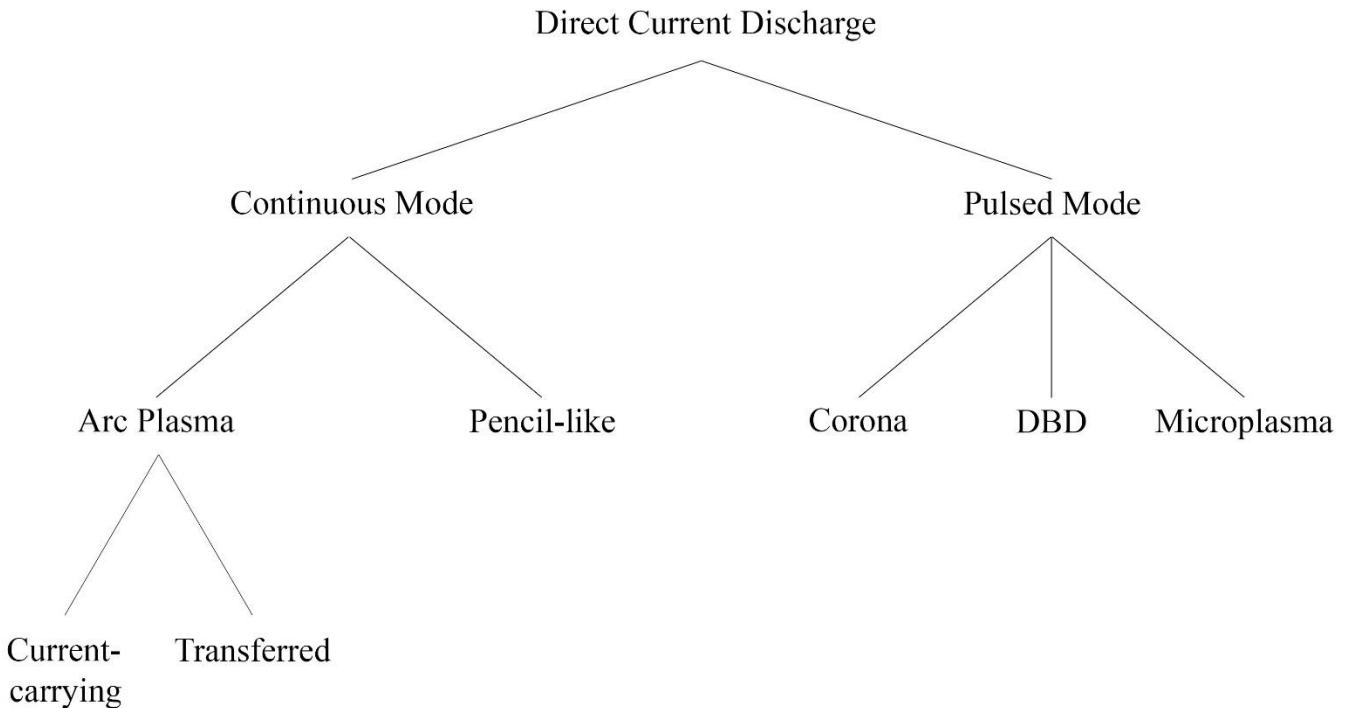 Direct Current Discharge
Continuous Mode
Pulsed Mode
Arc Plasma
Pencil-like
Corona
DBD
Microplasma
Current-
carrying
Transferred